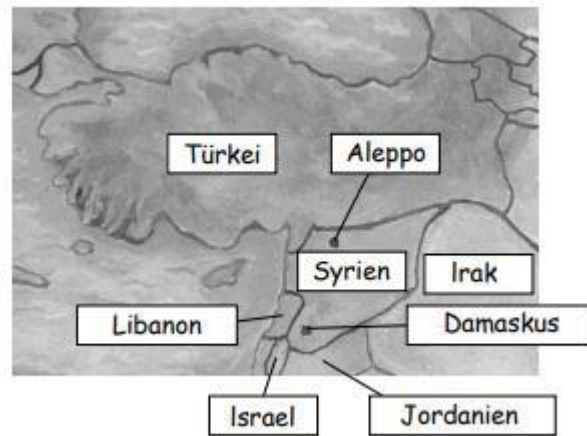 Türkei
Aleppo
Syrien
Irak
Libanon
Damaskus
Israel
Jordanien